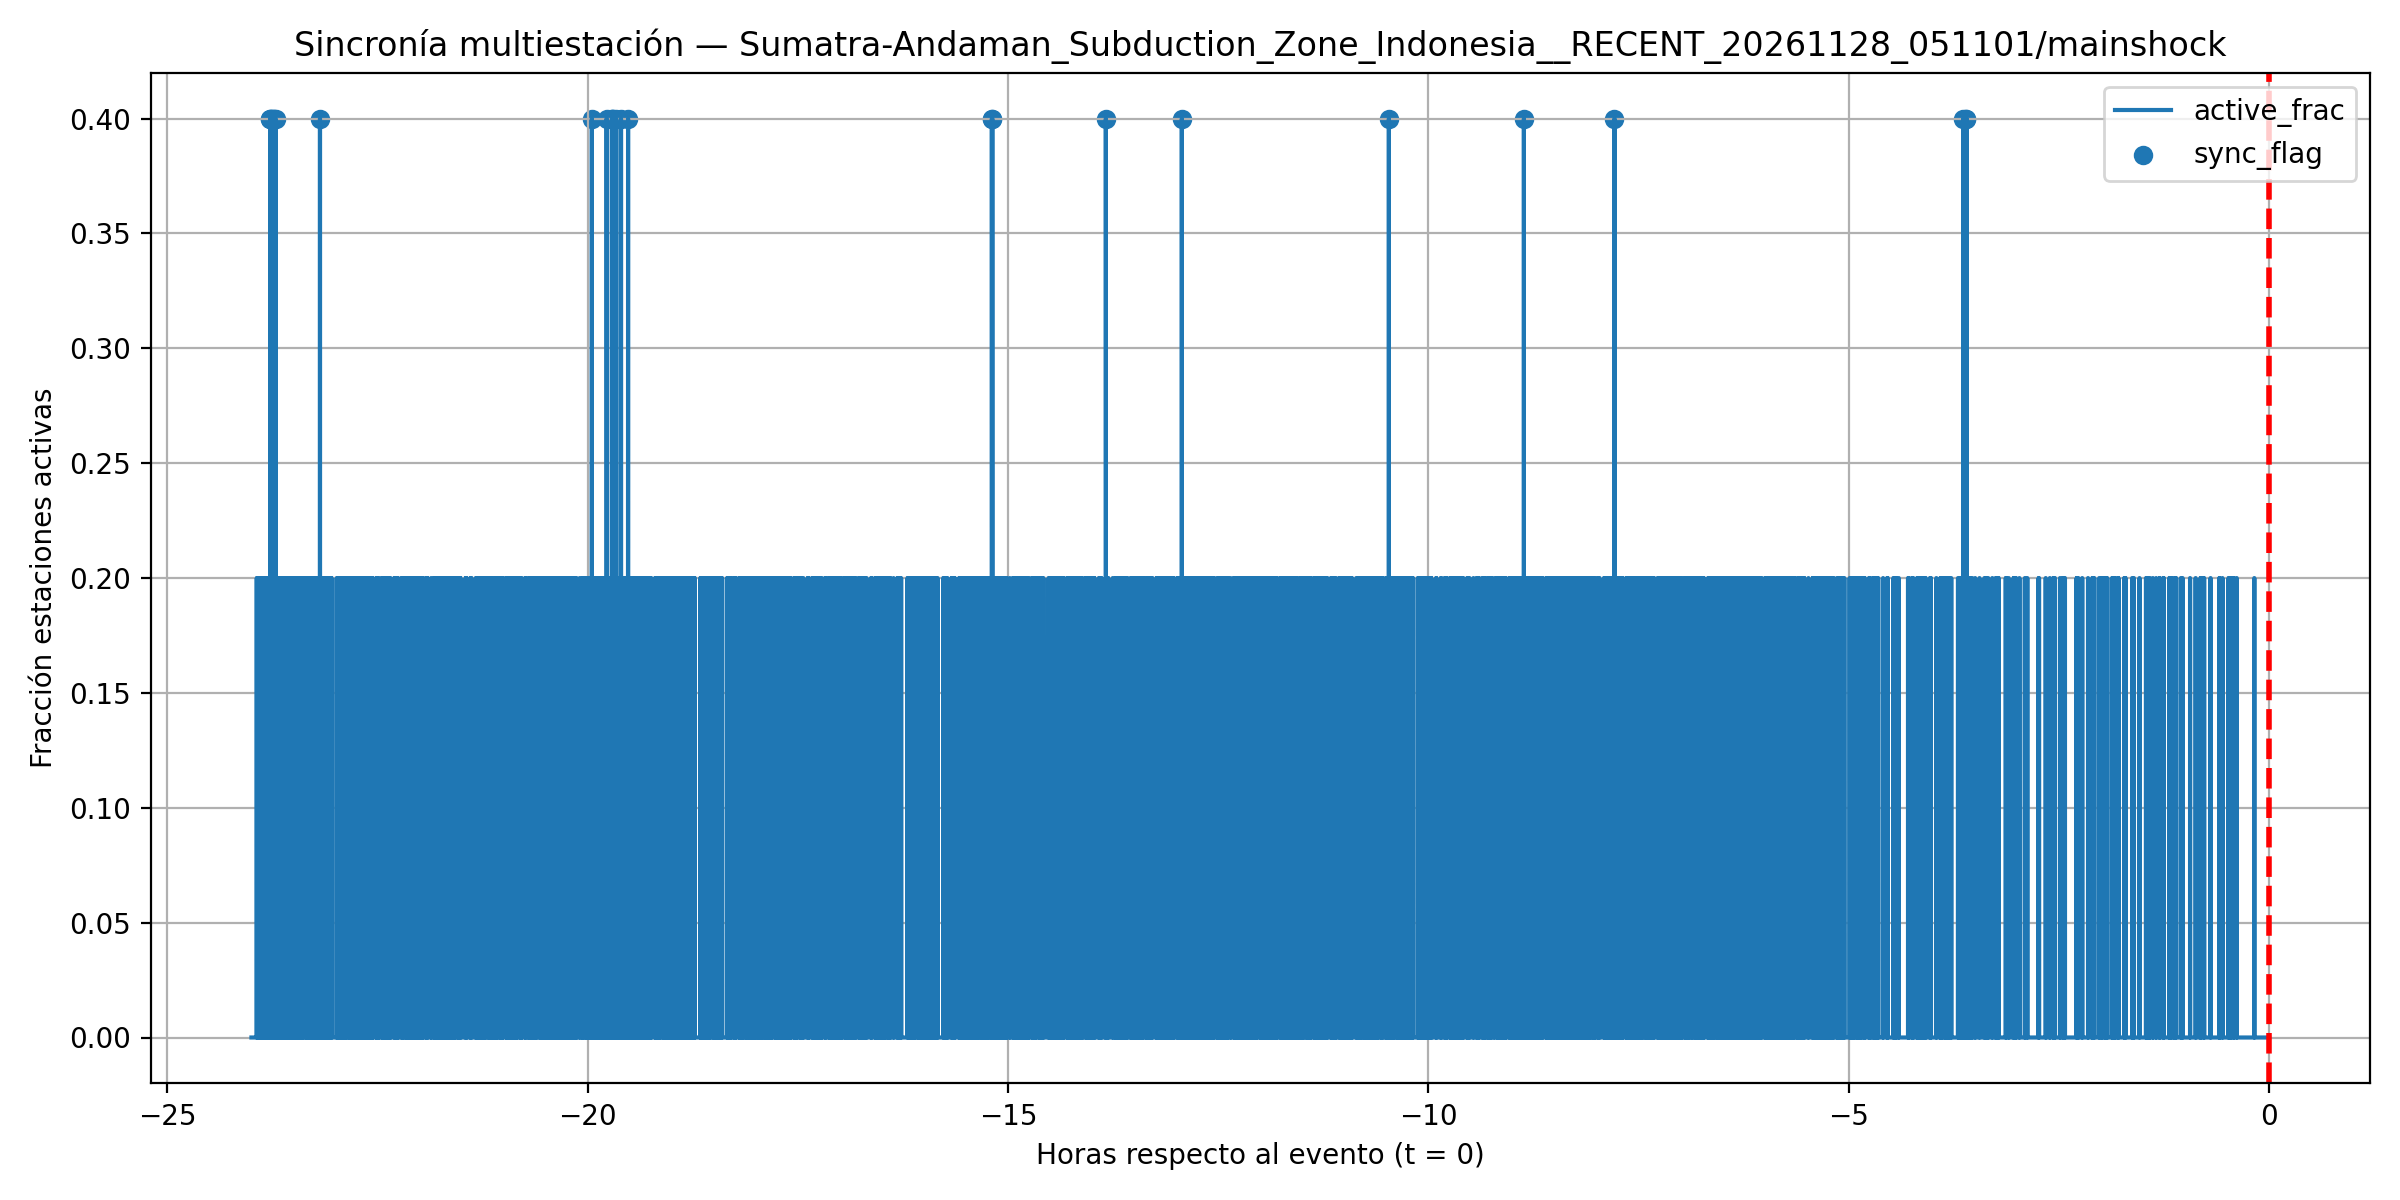 Sincronía multiestación — Sumatra-Andaman_Subduction_Zone_Indonesia__RECENT_20261128_051101/mainshock
active_frac
sync_flag
Fracción estaciones activas
0.40
0.35
0.30
0.25
0.20
0.15
0.10
0.05
0.00
−25 −20 −15 −10 −5 0
Horas respecto al evento (t = 0)